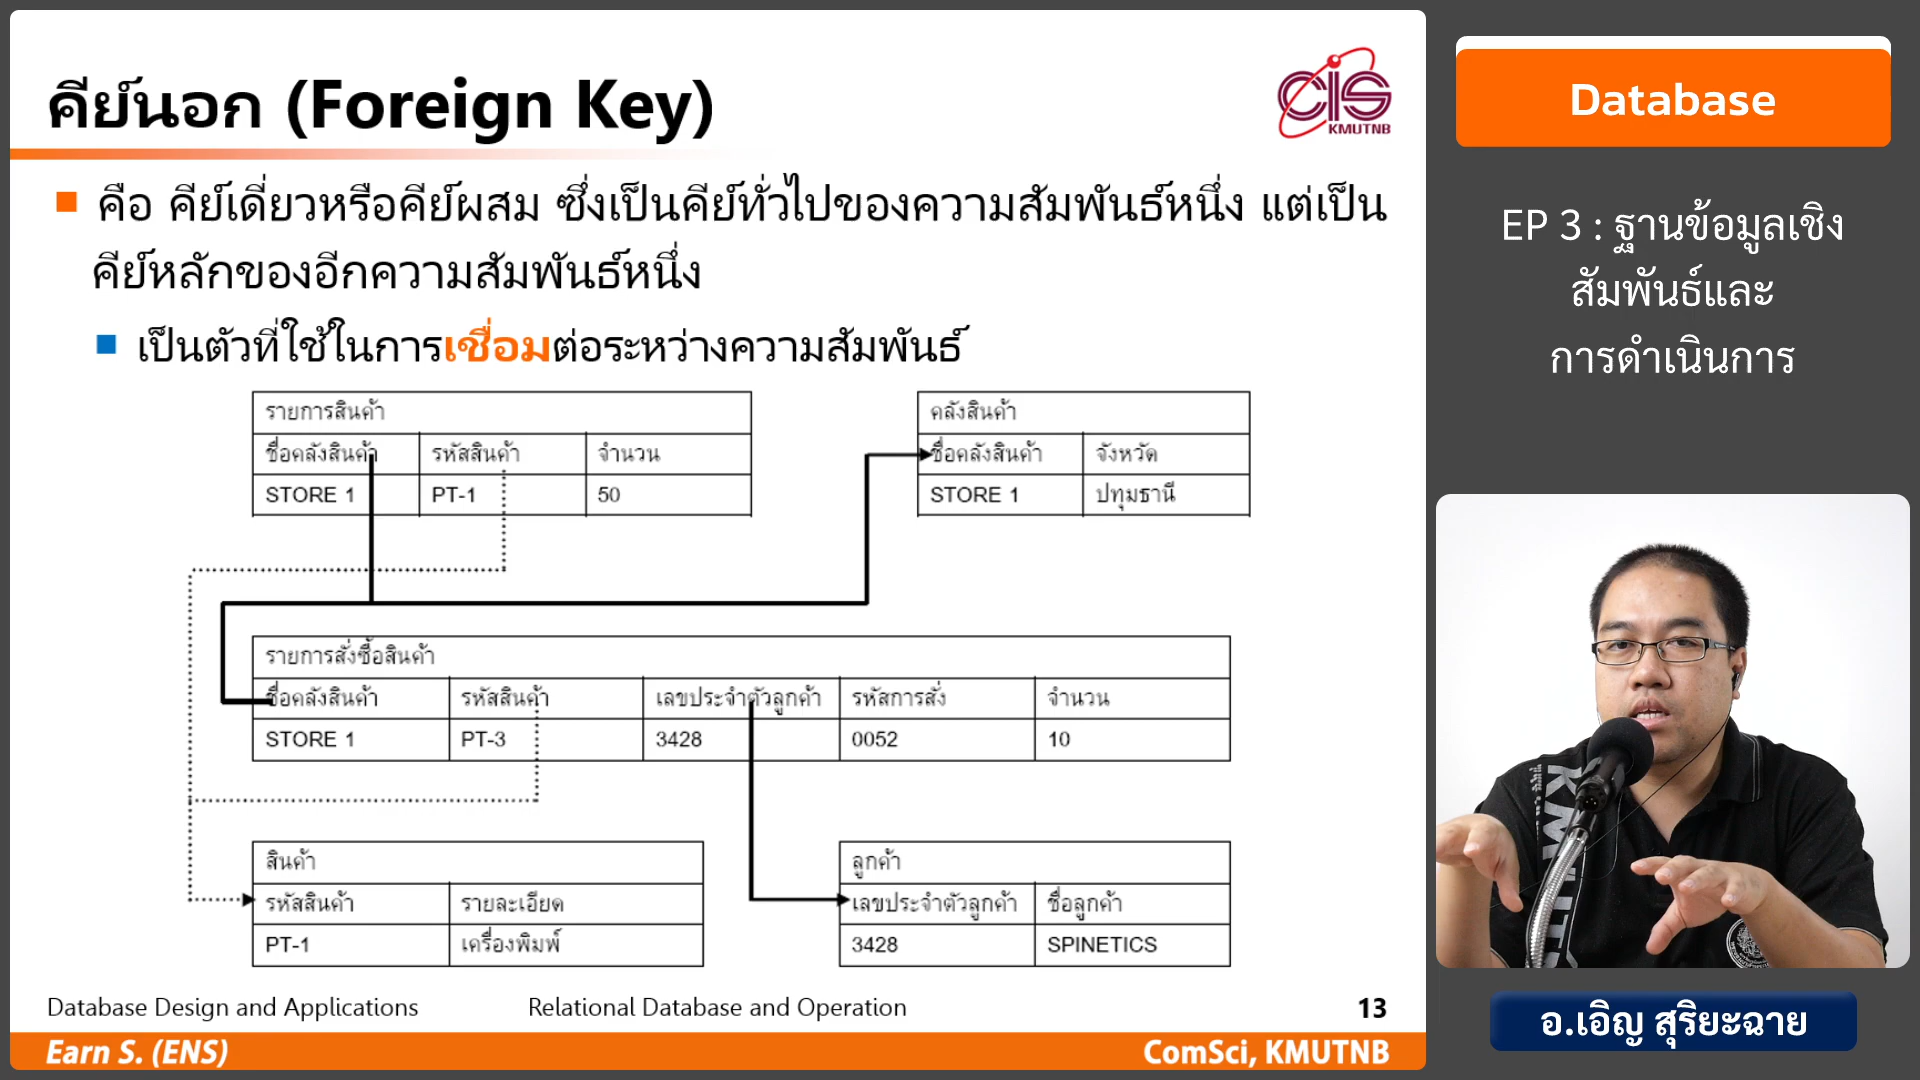 คีย์นอก (Foreign Key)
CIS
KMUTNB
คือ คีย์เดี่ยวหรือคีย์ผสม ซึ่งเป็นคีย์ทั่วไปของความสัมพันธ์หนึ่ง แต่เป็น
คีย์หลักของอีกความสัมพันธ์หนึ่ง
เป็นตัวที่ใช้ในการเชื่อมต่อระหว่างความสัมพันธ์
รายการสินค้า
ชื่อคลังสินค้า รหัสสินค้า จำนวน
STORE 1 PT-1 50
คลังสินค้า
ชื่อคลังสินค้า จังหวัด
STORE 1 ปทุมธานี
รายการสั่งซื้อสินค้า
ชื่อคลังสินค้า รหัสสินค้า เลขประจำตัวลูกค้า รหัสการสั่ง จำนวน
STORE 1 PT-3 3428 0052 10
สินค้า
รหัสสินค้า รายละเอียด
PT-1 เครื่องพิมพ์
ลูกค้า
เลขประจำตัวลูกค้า ชื่อลูกค้า
3428 SPINETICS
Database Design and Applications Relational Database and Operation 13
Earn S. (ENS) ComSci, KMUTNB
Database
EP 3 : ฐานข้อมูลเชิง
สัมพันธ์และ
การดำเนินการ
KMUTNB
อ.เอิญ สุริยะฉาย